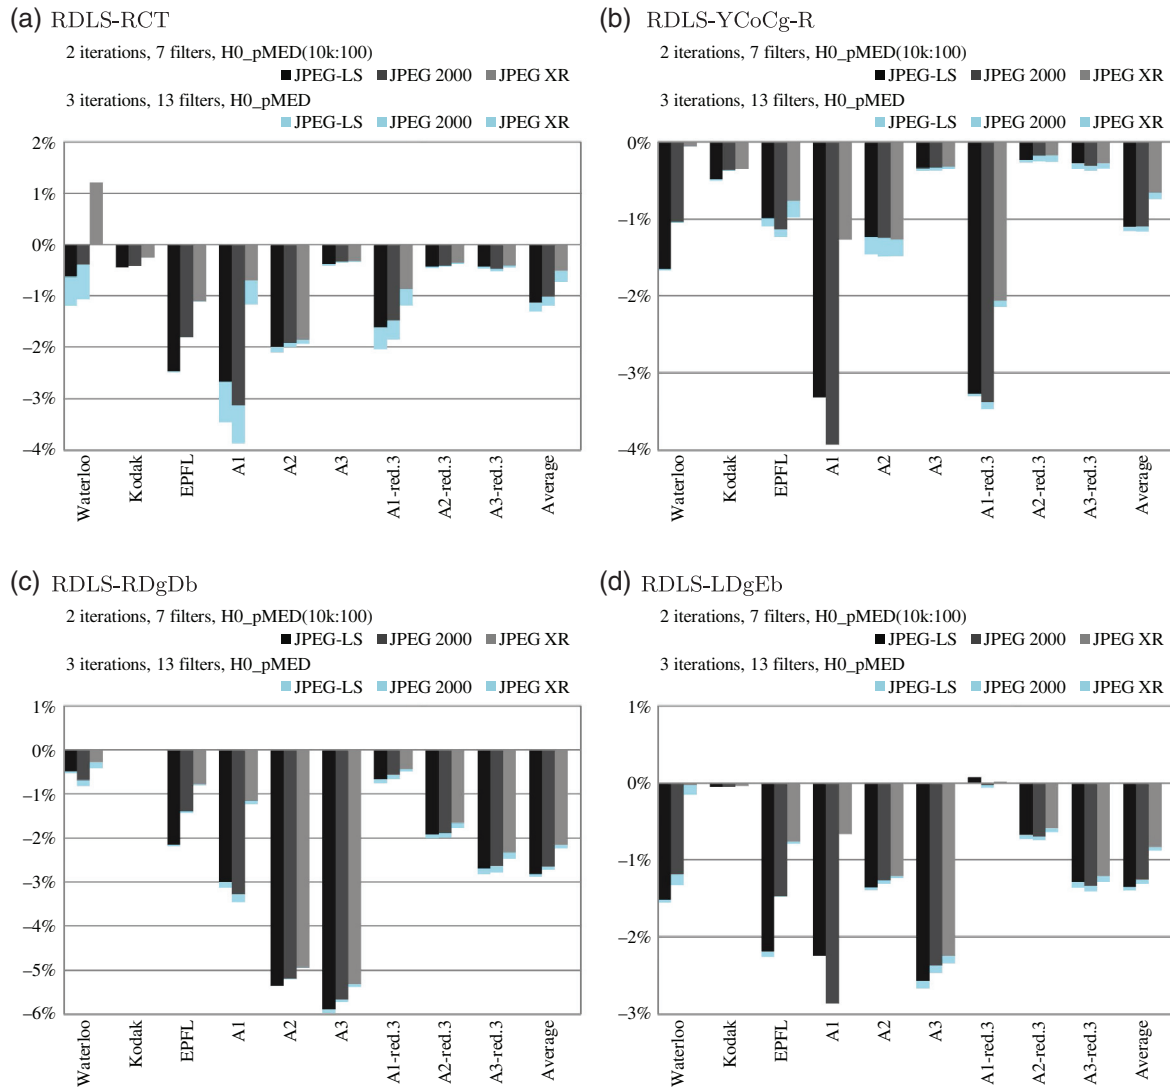 (a) RDLS-RCT
2 iterations, 7 filters, H0_pMED(10k:100)
JPEG-LS JPEG 2000 JPEG XR
3 iterations, 13 filters, H0_pMED
JPEG-LS JPEG 2000 JPEG XR
2%
1%
0%
–1%
–2%
–3%
–4%
Waterloo
Kodak
EPFL
A1
A2
A3
A1-red.3
A2-red.3
A3-red.3
Average
(b) RDLS-YCoCg-R
2 iterations, 7 filters, H0_pMED(10k:100)
JPEG-LS JPEG 2000 JPEG XR
3 iterations, 13 filters, H0_pMED
JPEG-LS JPEG 2000 JPEG XR
0%
–1%
–2%
–3%
–4%
Waterloo
Kodak
EPFL
A1
A2
A3
A1-red.3
A2-red.3
A3-red.3
Average
(c) RDLS-RDgDb
2 iterations, 7 filters, H0_pMED(10k:100)
JPEG-LS JPEG 2000 JPEG XR
3 iterations, 13 filters, H0_pMED
JPEG-LS JPEG 2000 JPEG XR
1%
0%
–1%
–2%
–3%
–4%
–5%
–6%
Waterloo
Kodak
EPFL
A1
A2
A3
A1-red.3
A2-red.3
A3-red.3
Average
(d) RDLS-LDgEb
2 iterations, 7 filters, H0_pMED(10k:100)
JPEG-LS JPEG 2000 JPEG XR
3 iterations, 13 filters, H0_pMED
JPEG-LS JPEG 2000 JPEG XR
1%
0%
–1%
–2%
–3%
Waterloo
Kodak
EPFL
A1
A2
A3
A1-red.3
A2-red.3
A3-red.3
Average